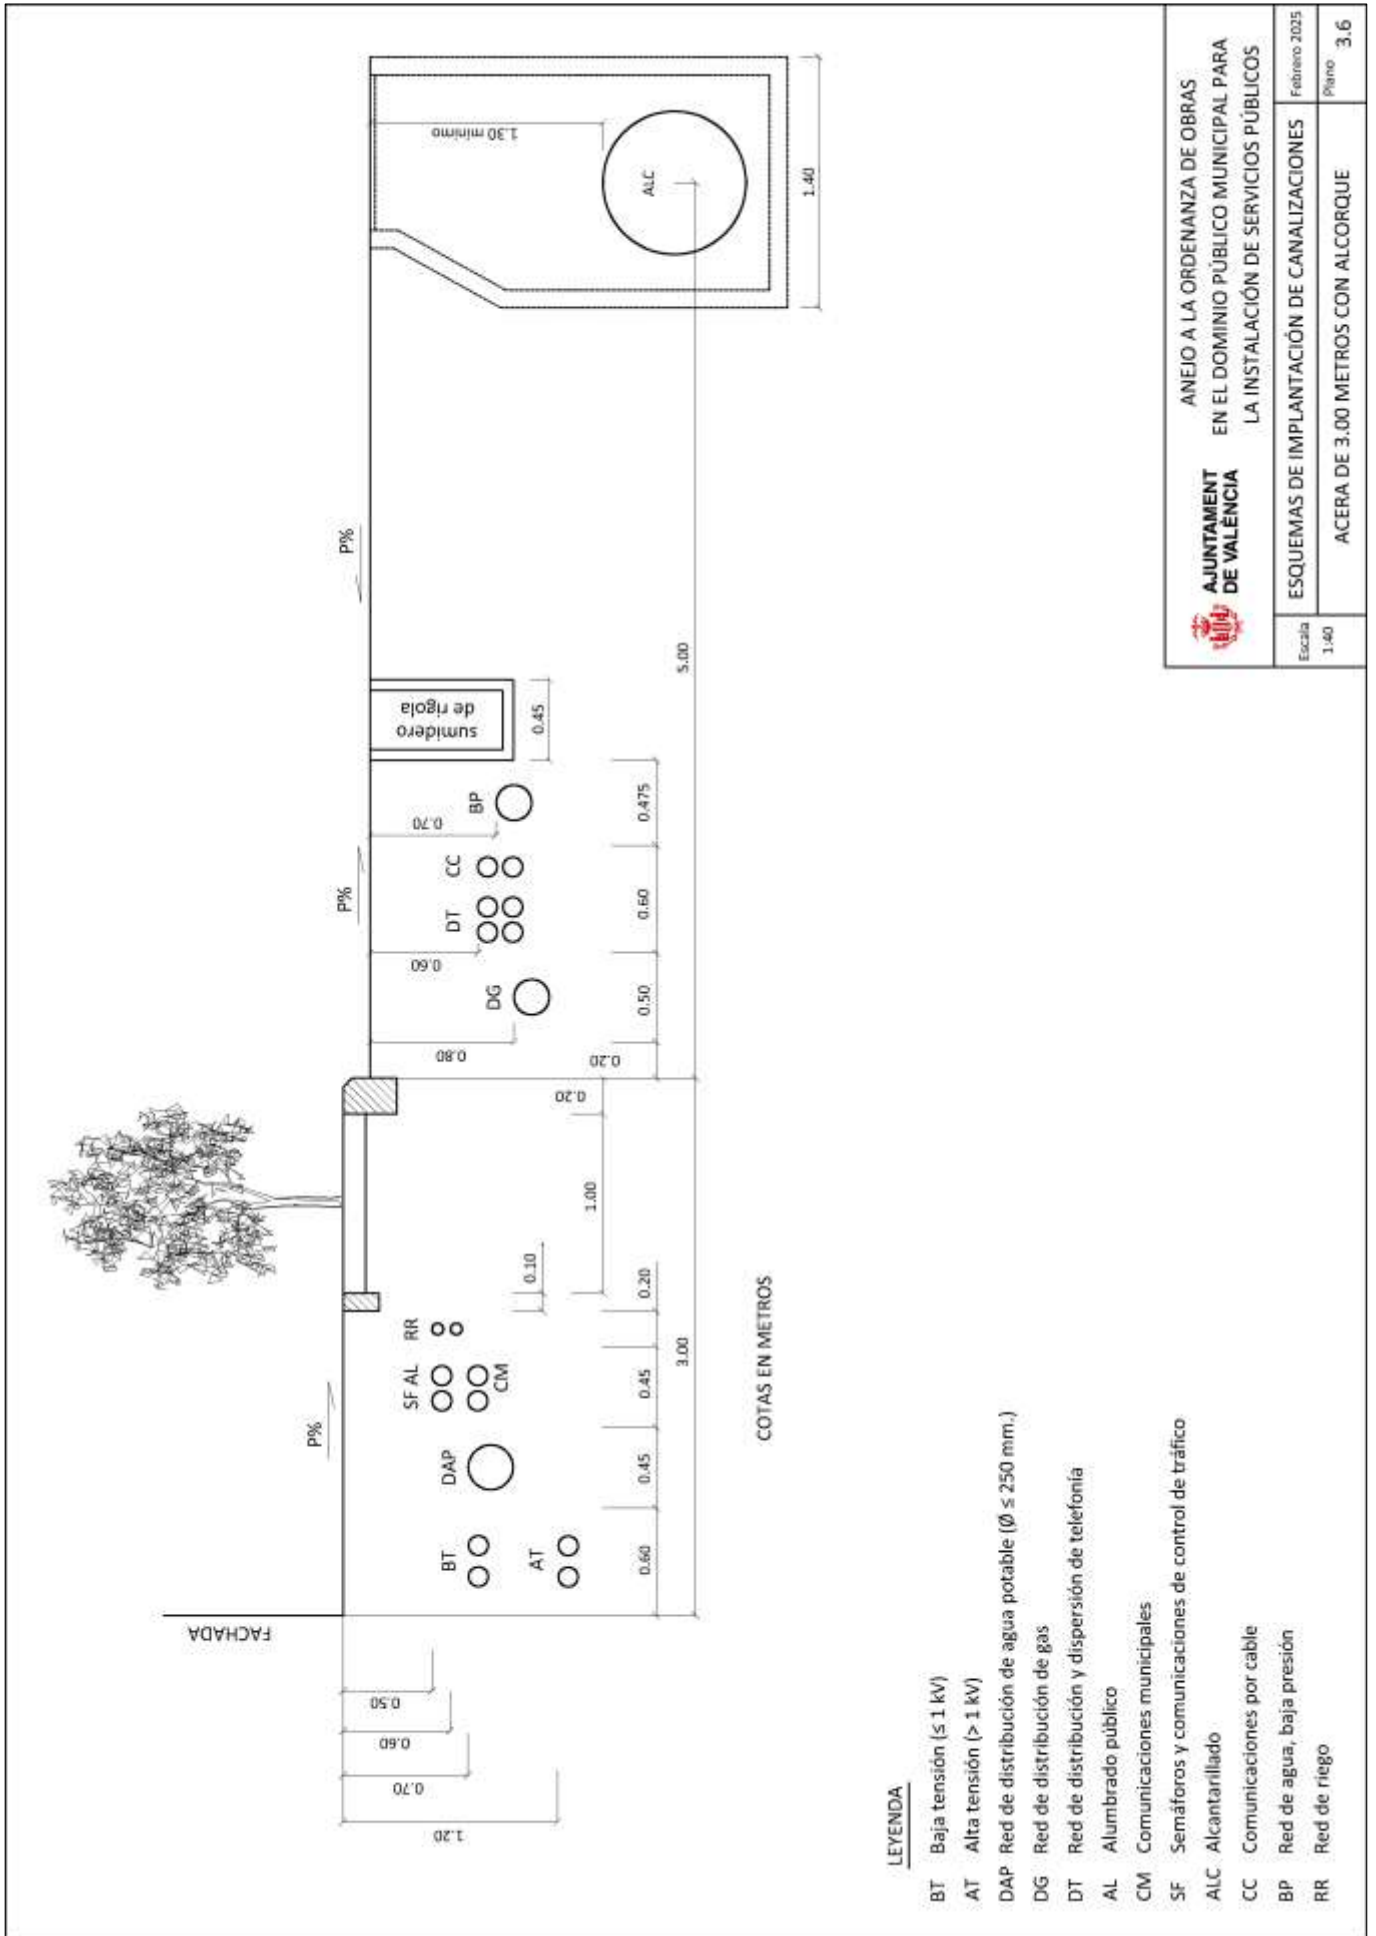 FACHADA
P%
P%
P%
0.50
0.60
0.70
1.20
BT
AT
DAP
SF AL
CM
RR
0.60
0.45
0.45
0.20
0.10
1.00
0.20
3.00
0.20
0.80
DG
0.60
DT
CC
0.70
BP
0.50
0.60
0.475
sumidero
de rigola
0.45
5.00
1.30 mínimo
ALC
1.40
COTAS EN METROS
LEYENDA
BT Baja tensión (≤ 1 kV)
AT Alta tensión (> 1 kV)
DAP Red de distribución de agua potable (Ø ≤ 250 mm.)
DG Red de distribución de gas
DT Red de distribución y dispersión de telefonía
AL Alumbrado público
CM Comunicaciones municipales
SF Semáforos y comunicaciones de control de tráfico
ALC Alcantarillado
CC Comunicaciones por cable
BP Red de agua, baja presión
RR Red de riego
AJUNTAMENT
DE VALÈNCIA
ANEJO A LA ORDENANZA DE OBRAS
EN EL DOMINIO PÚBLICO MUNICIPAL PARA
LA INSTALACIÓN DE SERVICIOS PÚBLICOS
Escala
1:40
ESQUEMAS DE IMPLANTACIÓN DE CANALIZACIONES
Febrero 2025
ACERA DE 3.00 METROS CON ALCORQUE
Plano 3.6